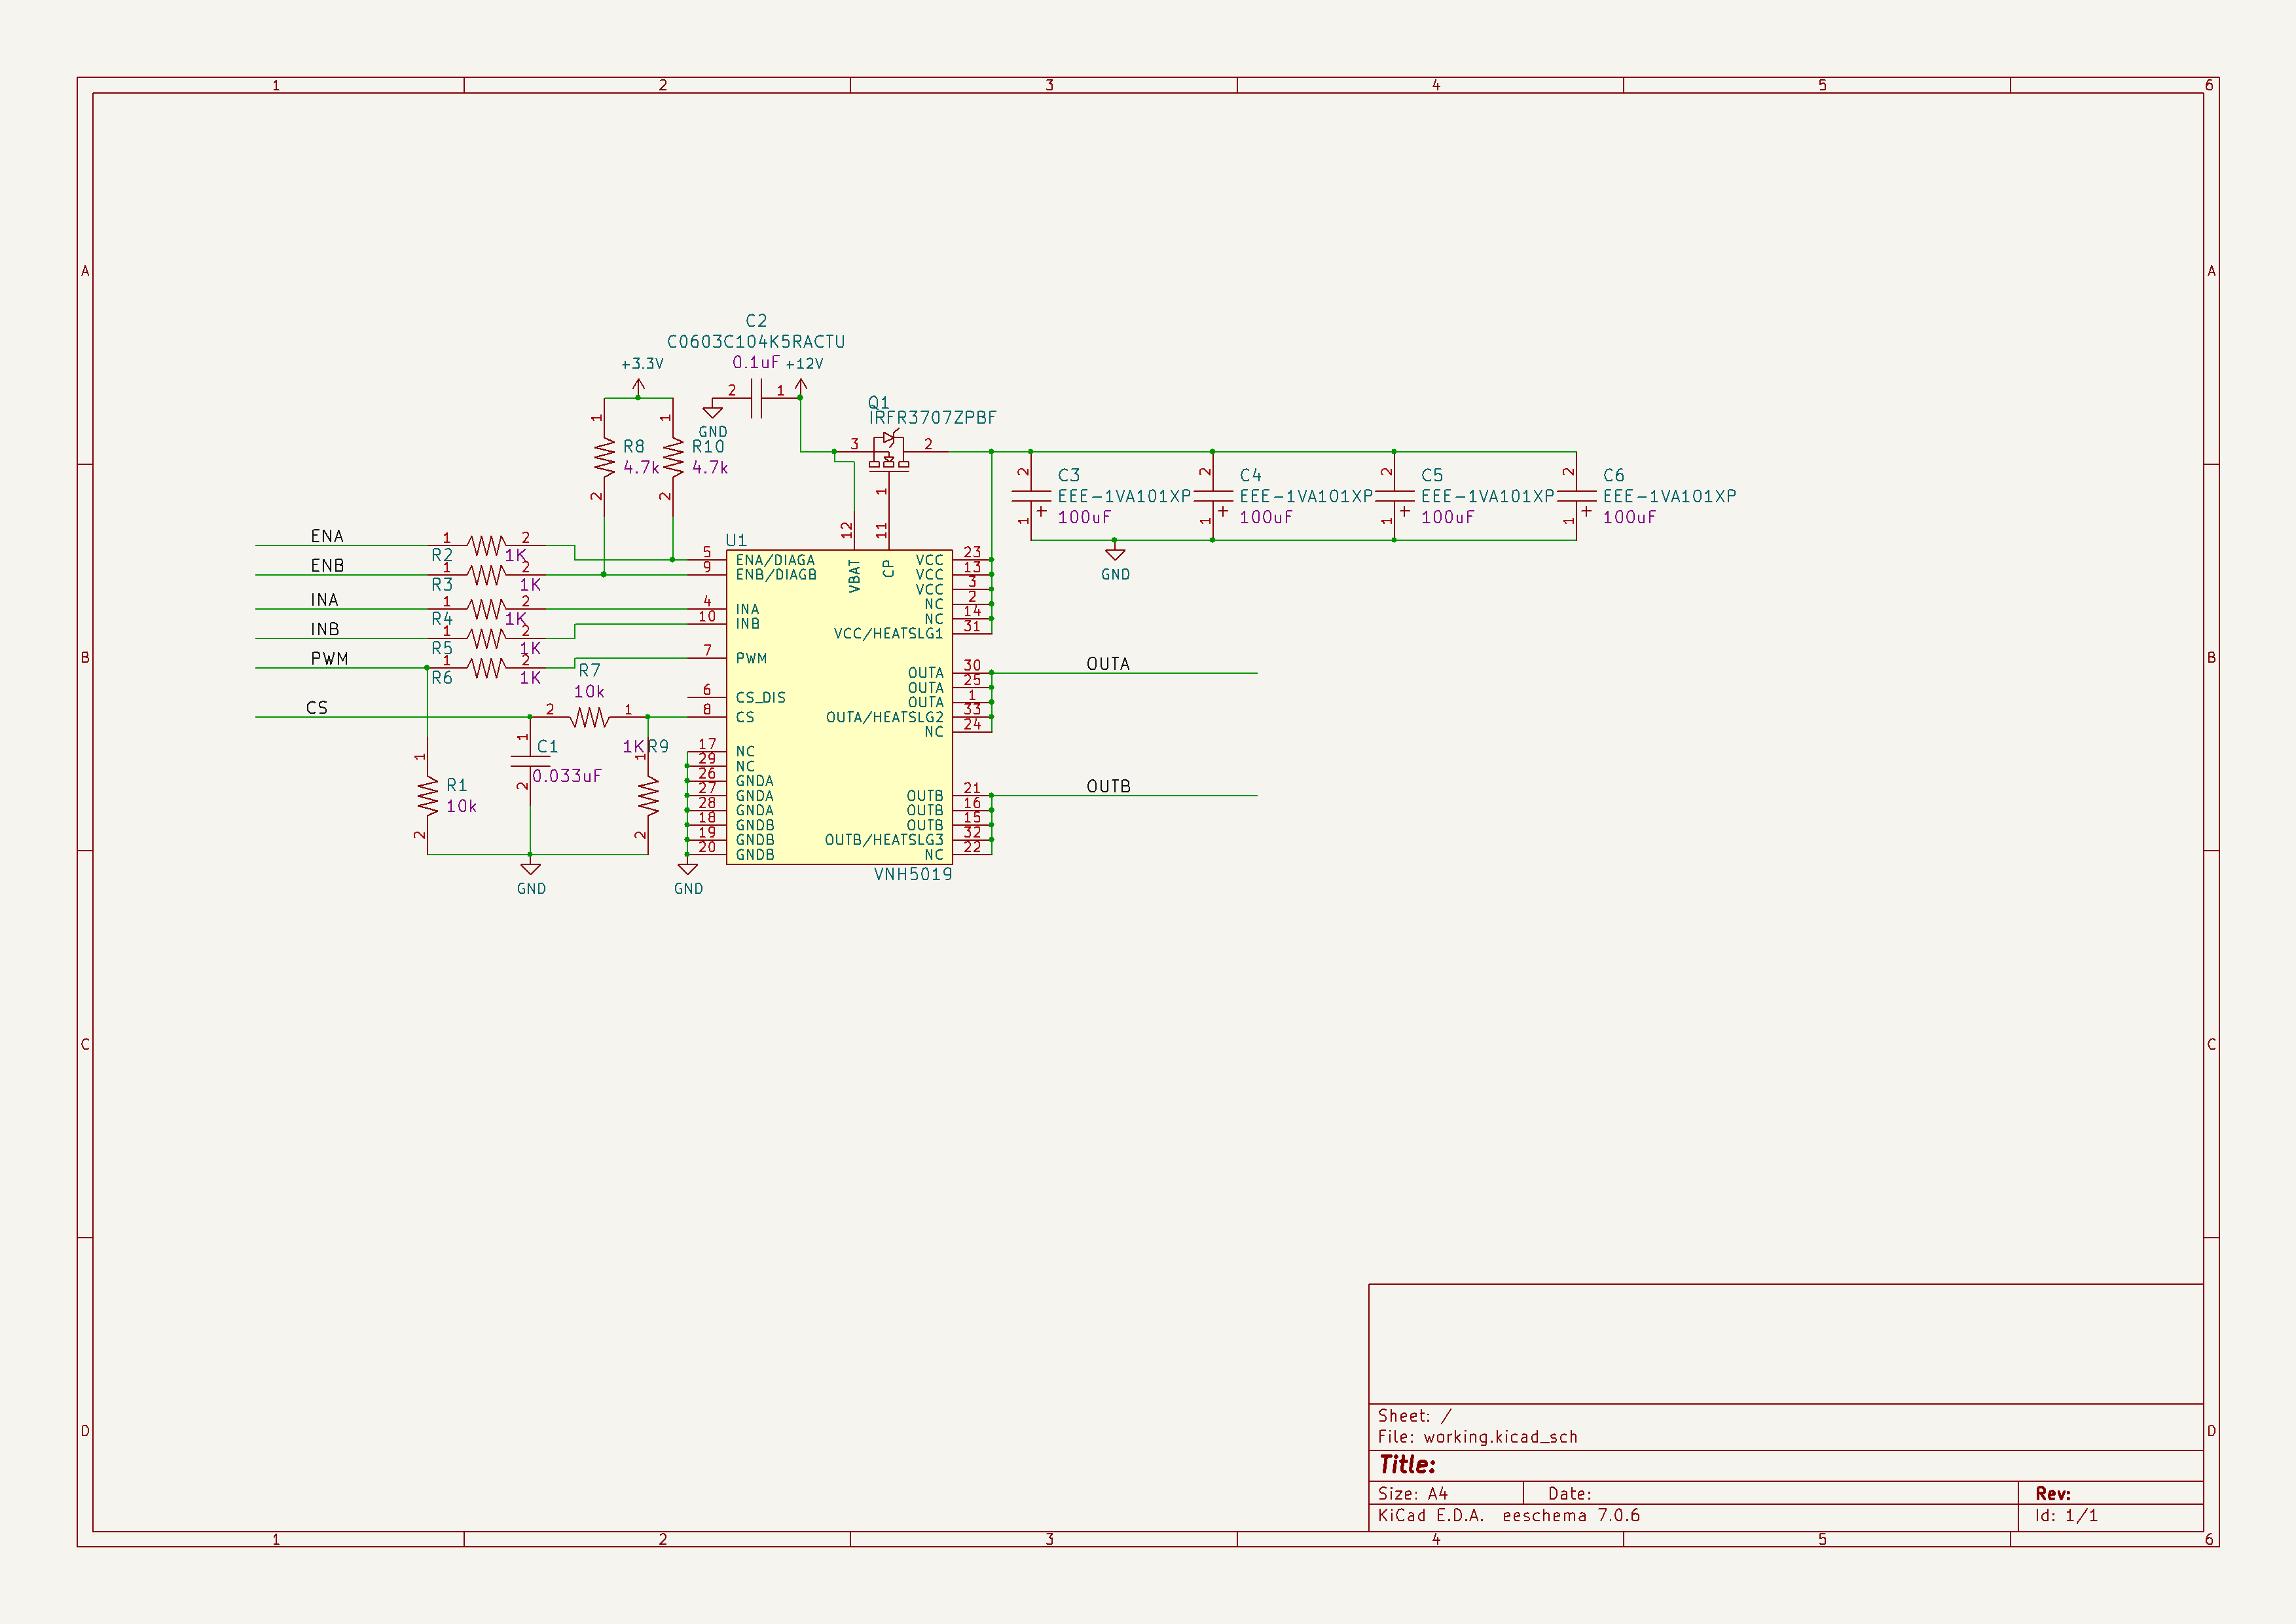 1 2 3 4 5 6
A A
C2
C0603C104K5RACTU
+3.3V 0.1uF +12V
2 1
Q1
IRFR3707ZPBF
GND
1 1 R8 R10 3 2
4.7k 4.7k
2 2 1
2 C3 2 C4 2 C5 2 C6
EEE-1VA101XP EEE-1VA101XP EEE-1VA101XP EEE-1VA101XP
1 + 100uF 1 + 100uF 1 + 100uF 1 + 100uF
12 11
ENA 1 2 U1
R2 1K 5 ENA/DIAGA VBAT CP VCC 23
ENB 1 2 9 ENB/DIAGB VCC 13 GND
R3 1K VCC 3
INA 1 2 4 INA NC 2
R4 1K 10 INB NC 14
INB 1 2 VCC/HEATSLG1 31
R5 1K
PWM 1 2 7 PWM
R6 1K R7 OUTA 30 OUTA
10k OUTA 25
6 CS_DIS OUTA 1
CS 2 1 8 CS OUTA/HEATSLG2 33
NC 24
1 C1 1K R9 17 NC
0.033uF 1 29 NC
1 2 26 GNDA
R1 27 GNDA OUTB 21 OUTB
10k 28 GNDA OUTB 16
18 GNDB OUTB 15
2 2 19 GNDB OUTB/HEATSLG3 32
20 GNDB NC 22
GND GND VNH5019
B B
C C
D D
Sheet: /
File: working.kicad_sch
Title:
Size: A4 Date: Rev:
KiCad E.D.A. eeschema 7.0.6 Id: 1/1
1 2 3 4 5 6